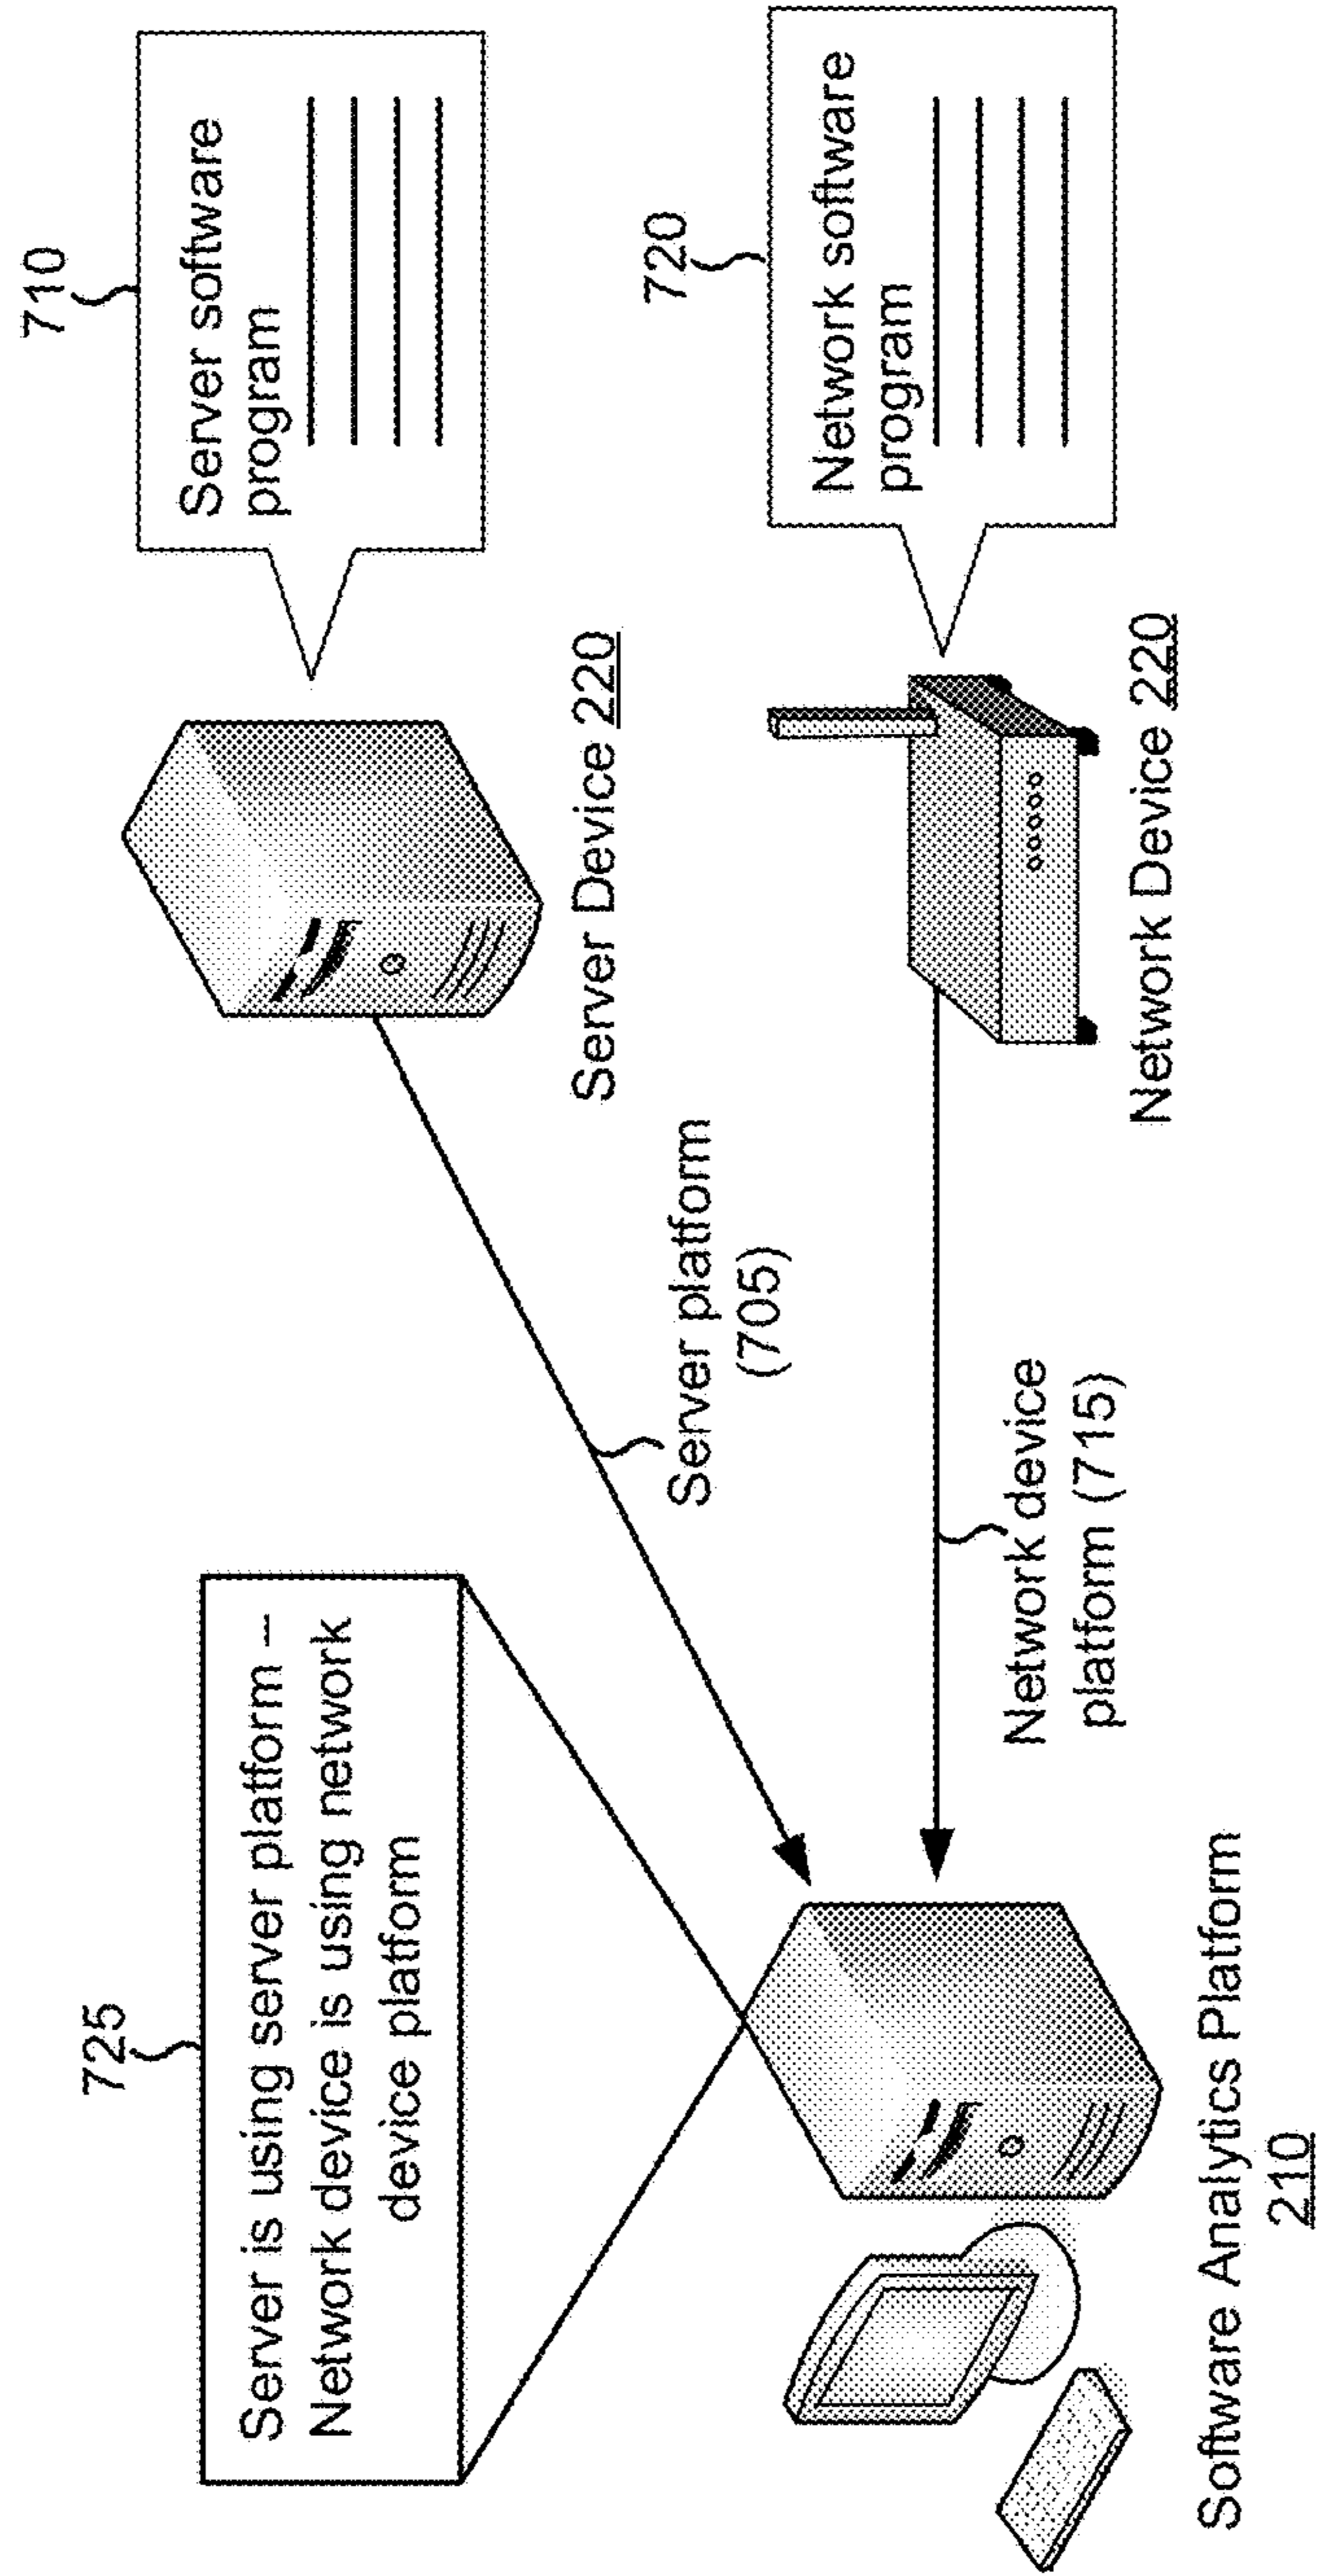 725
Server is using server platform –
Network device is using network
device platform
710
Server software
program
Server Device 220
Server platform
(705)
720
Network software
program
Network Device 220
Network device
platform (715)
Software Analytics Platform
210